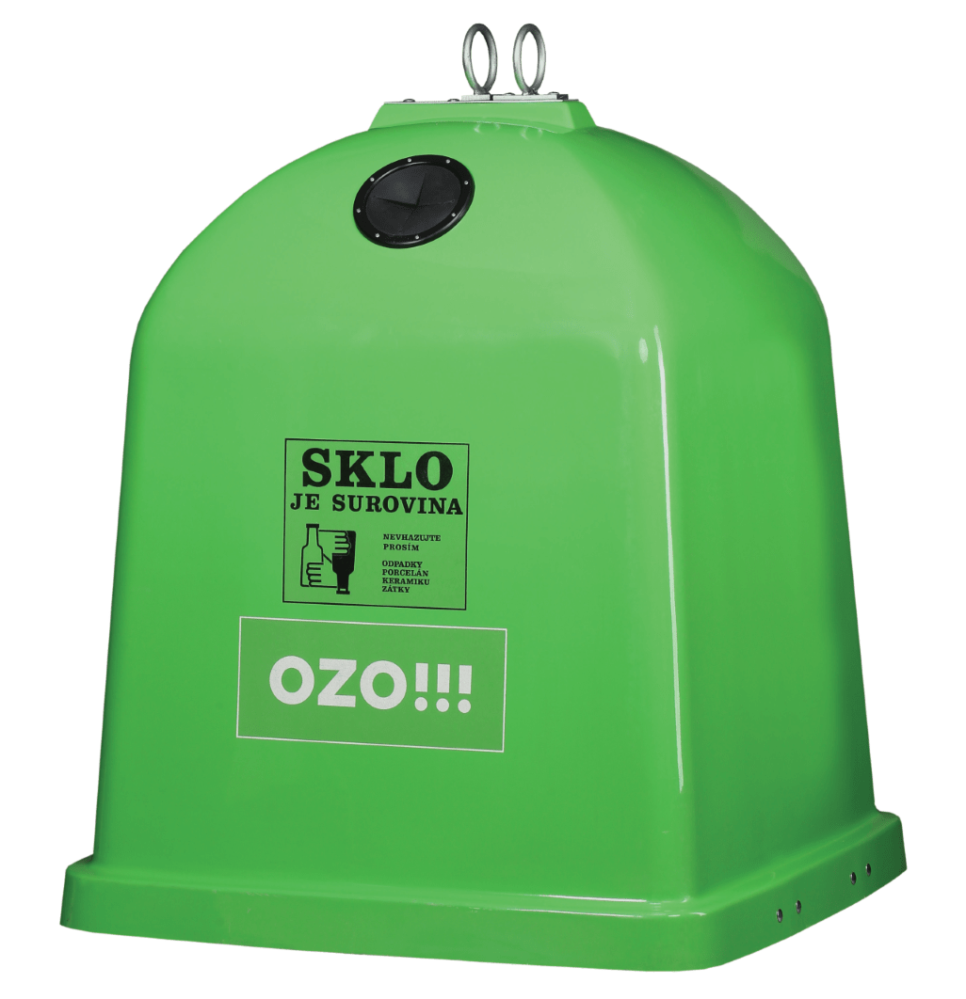 SKLO
JE SUROVINA
NEVHAZUJTE
PROSÍM
ODPADKY
PORCELÁN
KERAMIKU
ZÁTKY
OZO!!!